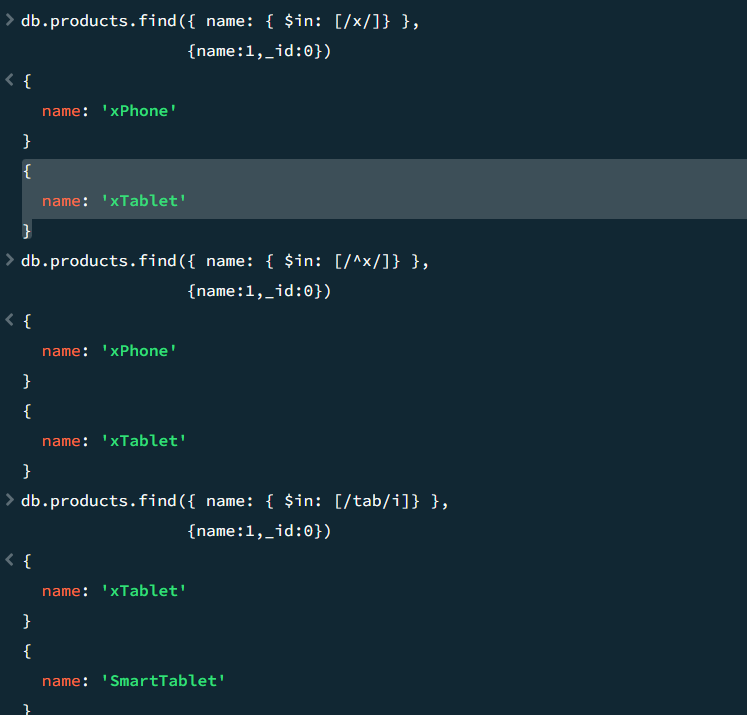 db.products.find({ name: { $in: [/x/]} },
{name:1,_id:0})
{
name: 'xPhone'
}
{
name: 'xTablet'
}
db.products.find({ name: { $in: [/^x/]} },
{name:1,_id:0})
{
name: 'xPhone'
}
{
name: 'xTablet'
}
db.products.find({ name: { $in: [/tab/i]} },
{name:1,_id:0})
{
name: 'xTablet'
}
{
name: 'SmartTablet'
}